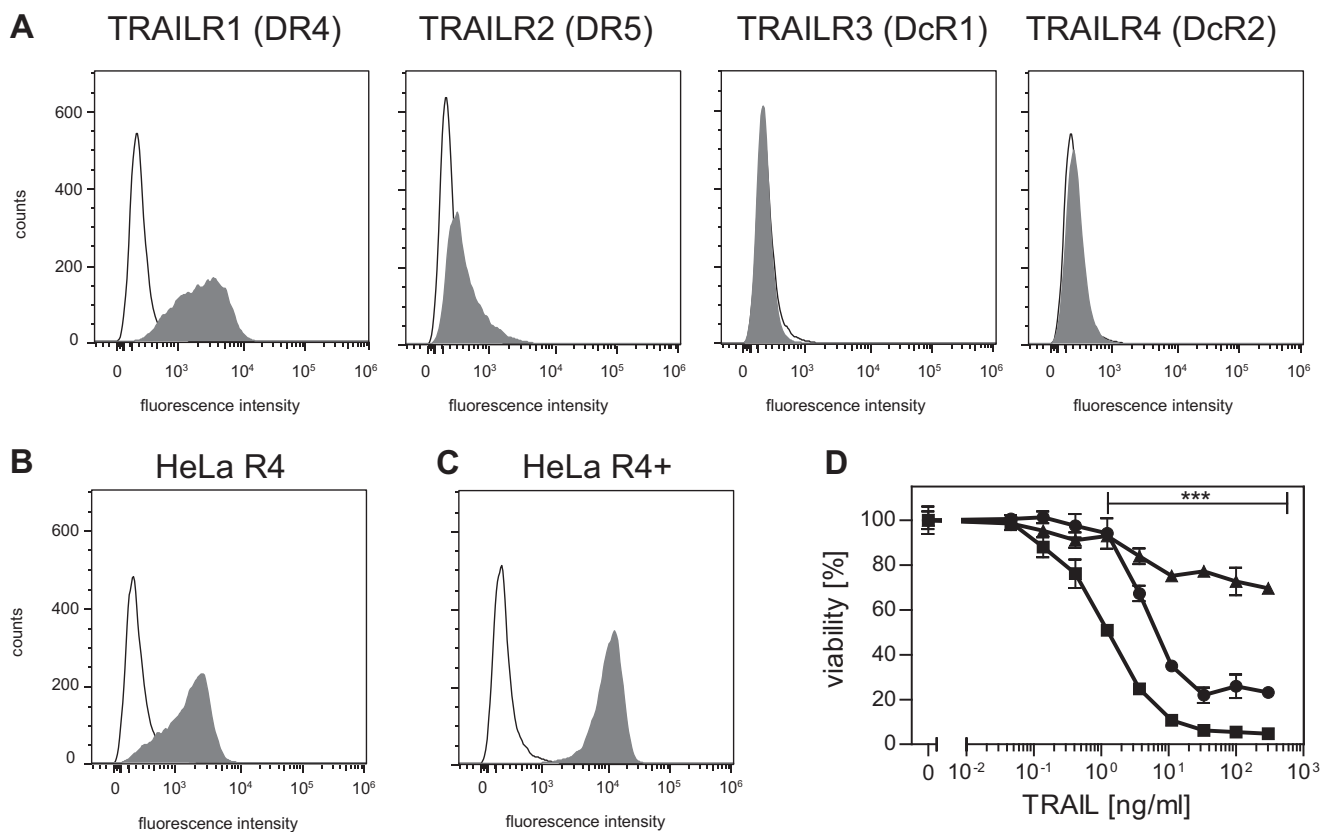 A TRAILR1 (DR4) TRAILR2 (DR5) TRAILR3 (DcR1) TRAILR4 (DcR2)
600
400
200
0
counts
0 10³ 10⁴ 10⁵ 10⁶ 0 10³ 10⁴ 10⁵ 10⁶ 0 10³ 10⁴ 10⁵ 10⁶ 0 10³ 10⁴ 10⁵ 10⁶
fluorescence intensity fluorescence intensity fluorescence intensity fluorescence intensity
B HeLa R4
600
400
200
0
counts
0 10³ 10⁴ 10⁵ 10⁶
fluorescence intensity
C HeLa R4+
0 10³ 10⁴ 10⁵ 10⁶
fluorescence intensity
D
***
100
80
60
40
20
0
viability [%]
0 10⁻² 10⁻¹ 10⁰ 10¹ 10² 10³
TRAIL [ng/ml]